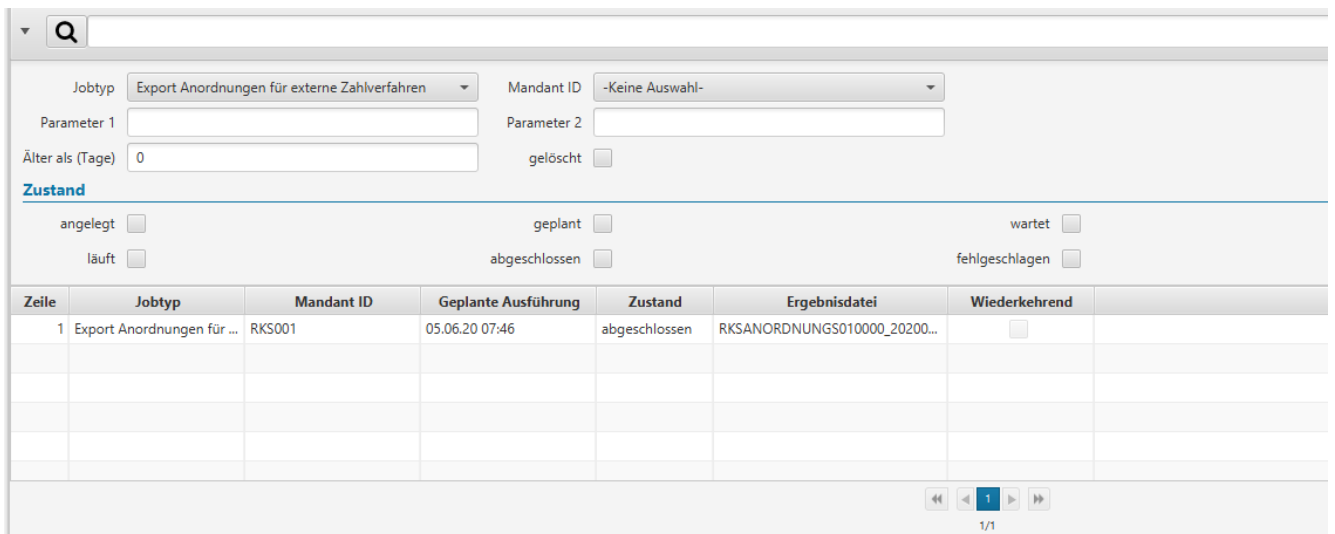 Jobtyp Export Anordnungen für externe Zahlverfahren Mandant ID -Keine Auswahl-
Parameter 1 Parameter 2
Älter als (Tage) 0 gelöscht
Zustand
angelegt geplant wartet
läuft abgeschlossen fehlgeschlagen
Zeile Jobtyp Mandant ID Geplante Ausführung Zustand Ergebnisdatei Wiederkehrend
1 Export Anordnungen für ... RKS001 05.06.20 07:46 abgeschlossen RKSANORDNUNGS010000_20200...
1
1/1